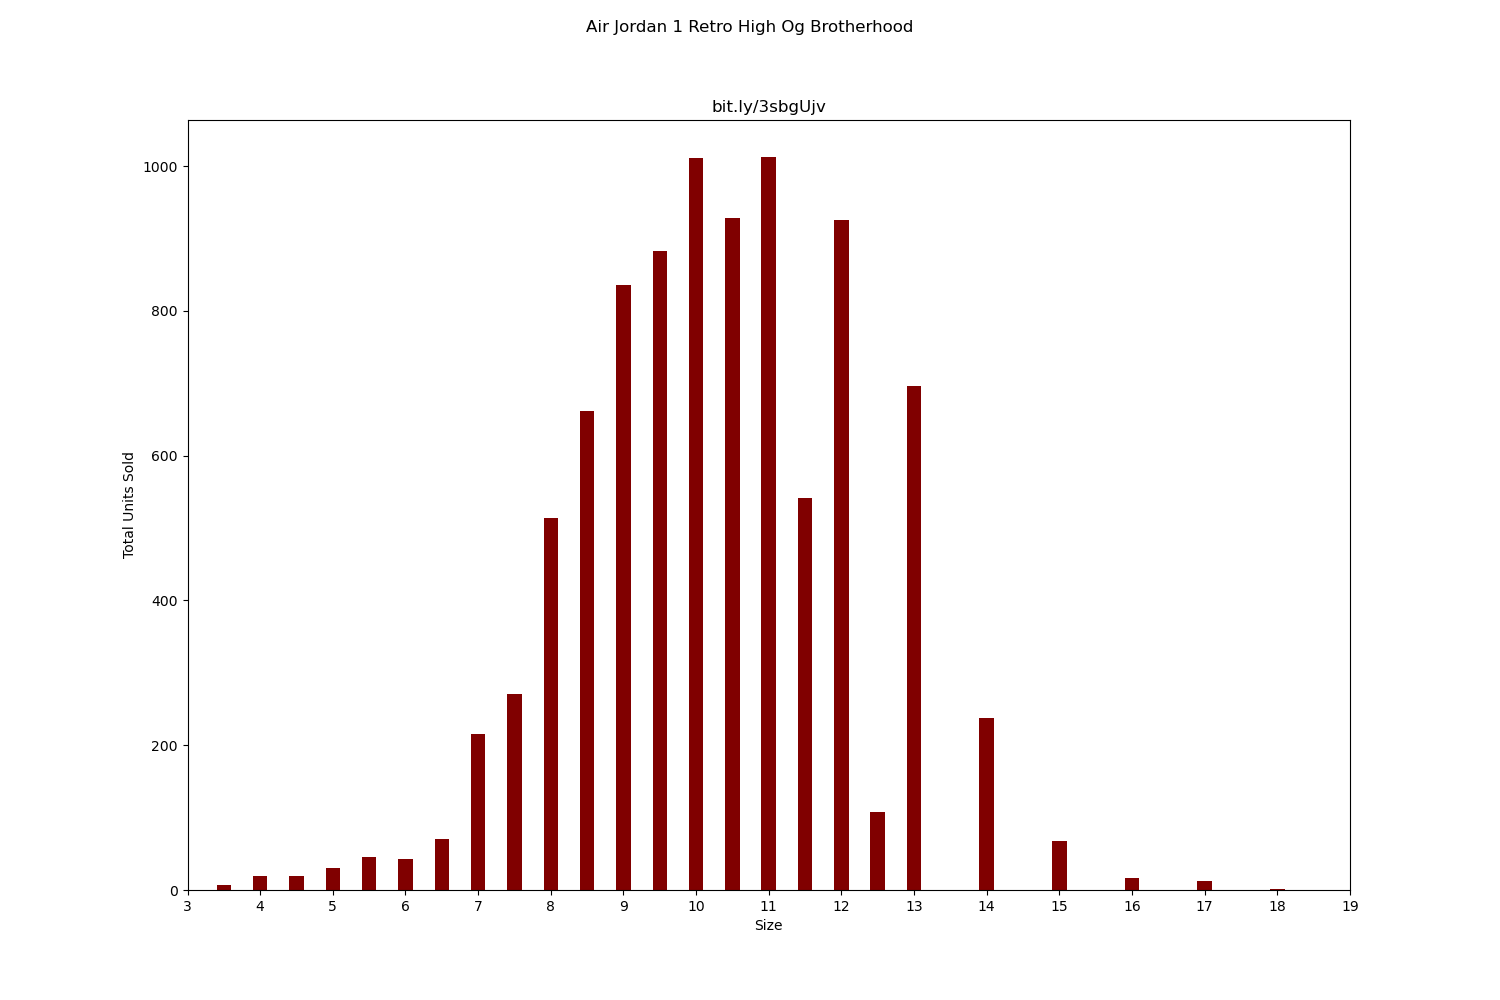 Air Jordan 1 Retro High Og Brotherhood
bit.ly/3sbgUjv
1000
800
600
400
200
0
Total Units Sold
3 4 5 6 7 8 9 10 11 12 13 14 15 16 17 18 19
Size